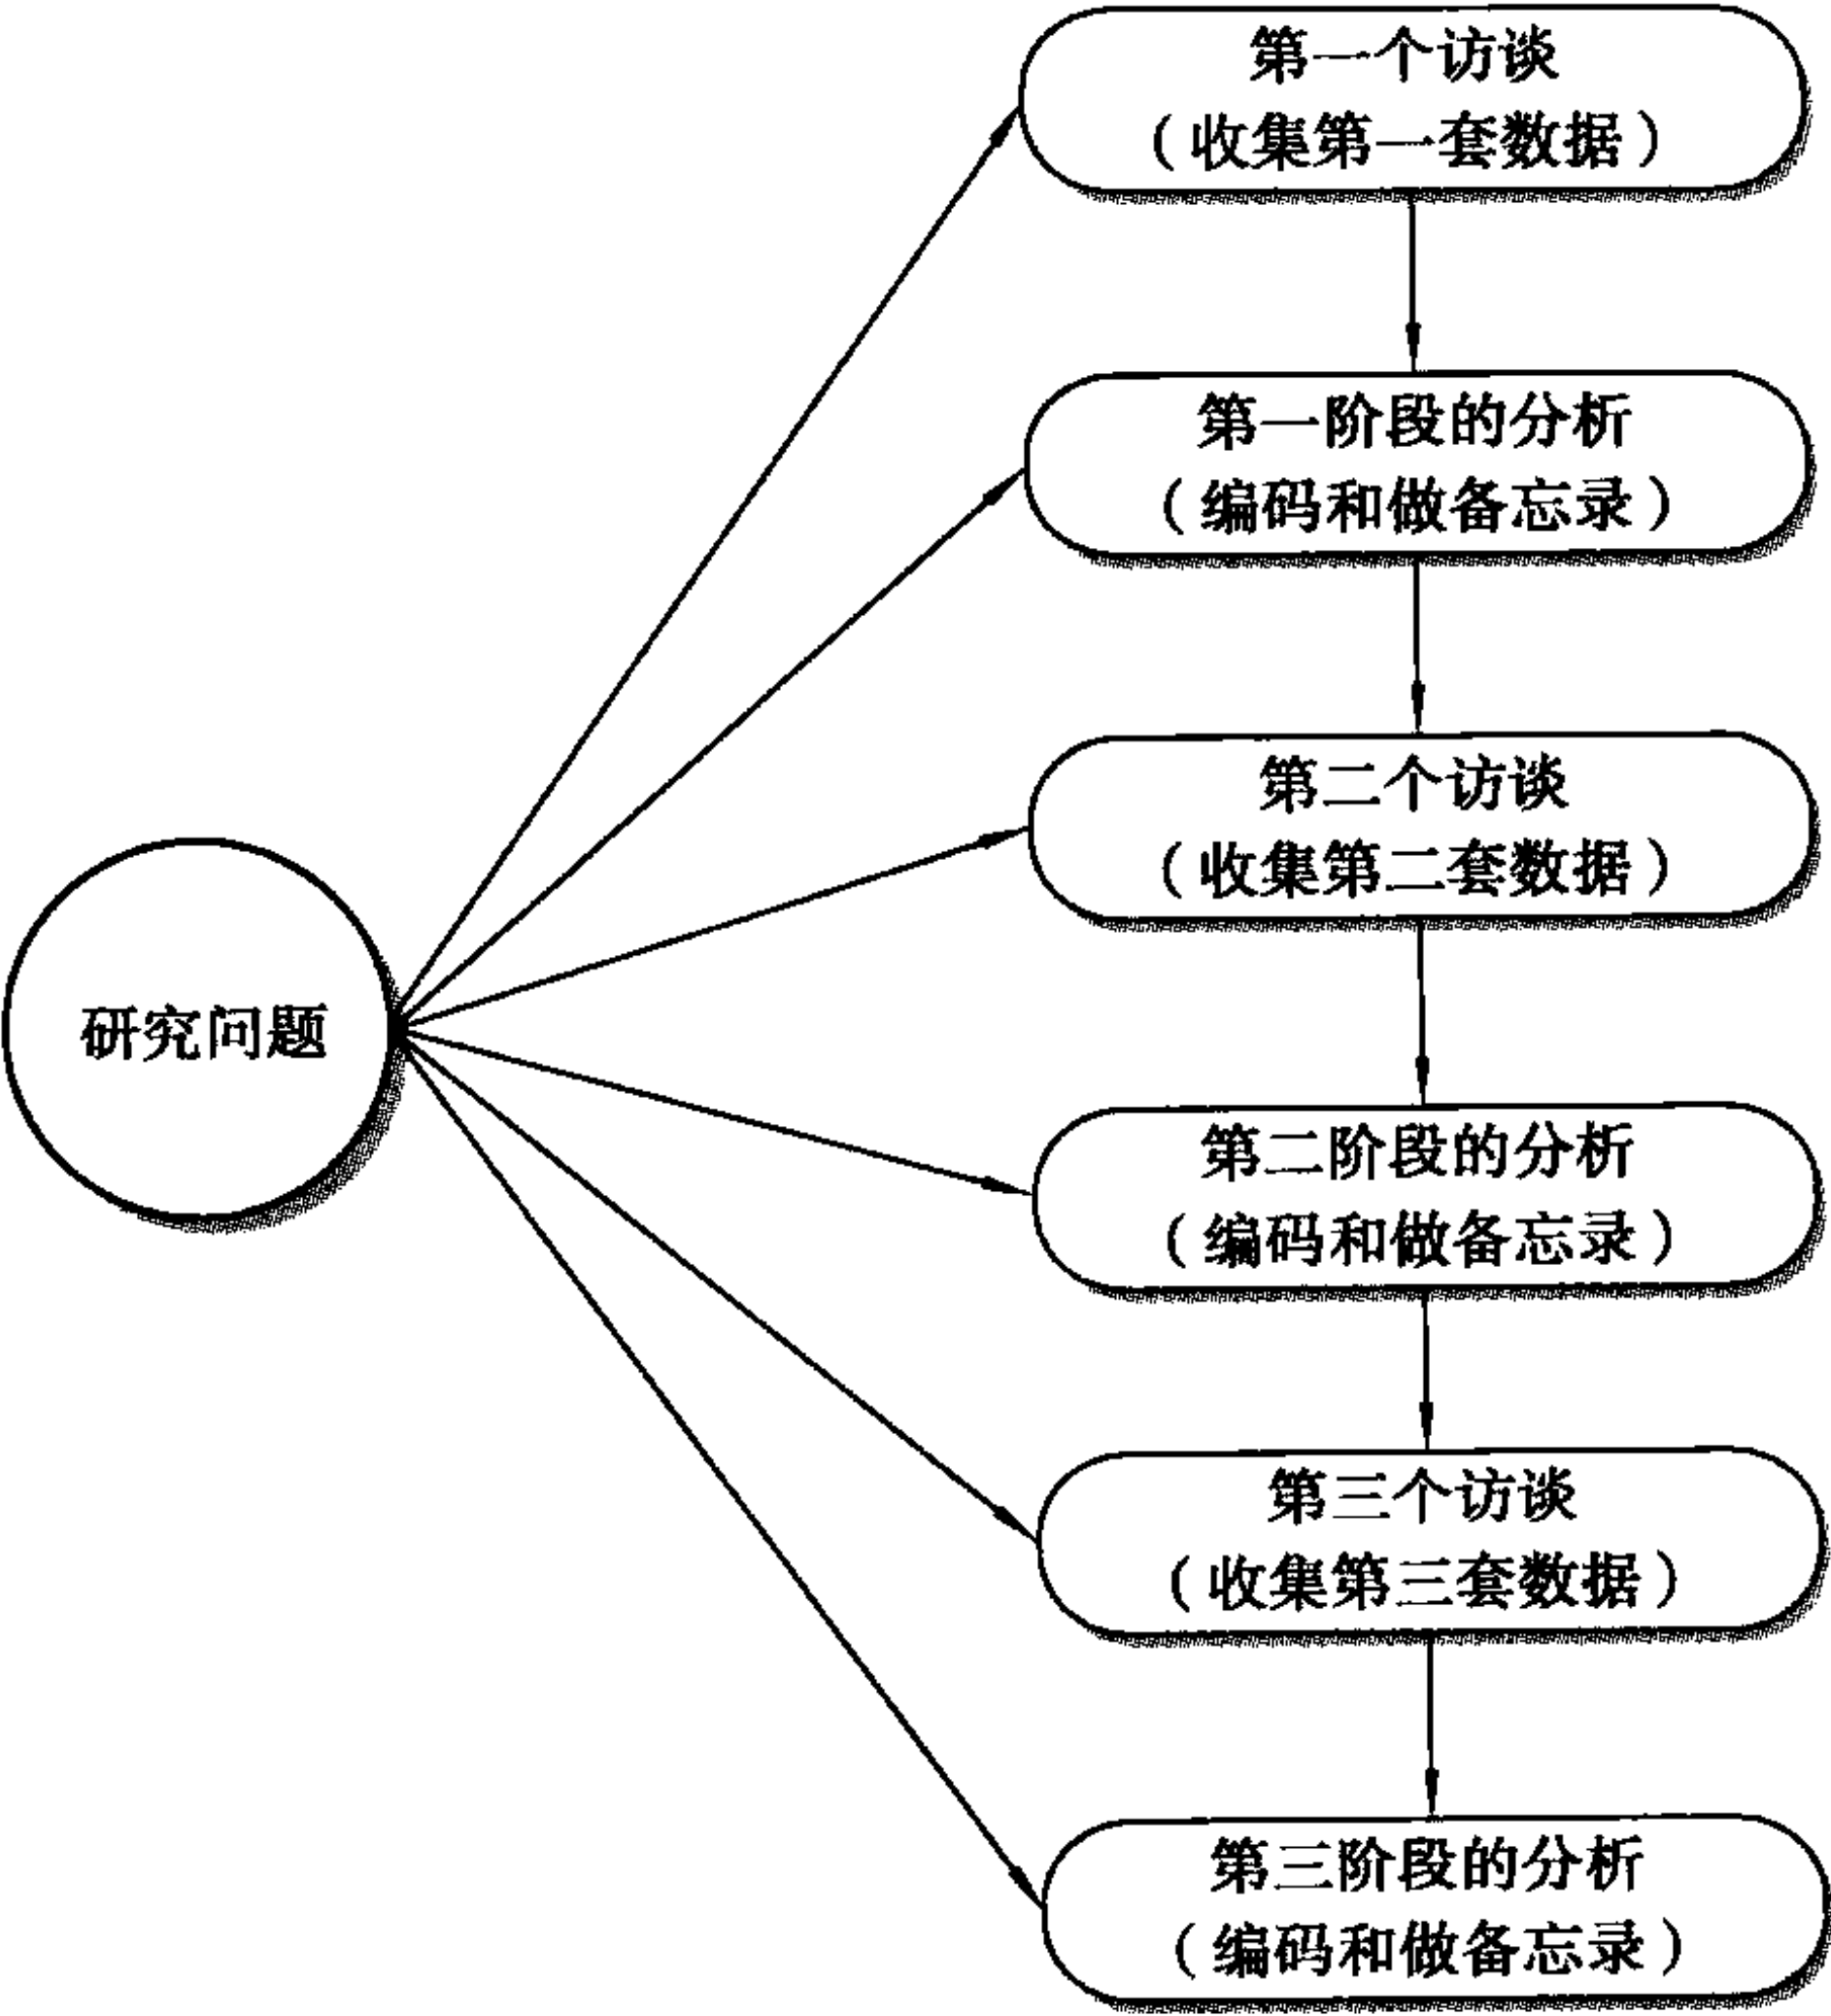 第一个访谈
（收集第一套数据）
第一阶段的分析
（编码和做备忘录）
第二个访谈
（收集第二套数据）
研究问题
第二阶段的分析
（编码和做备忘录）
第三个访谈
（收集第三套数据）
第三阶段的分析
（编码和做备忘录）